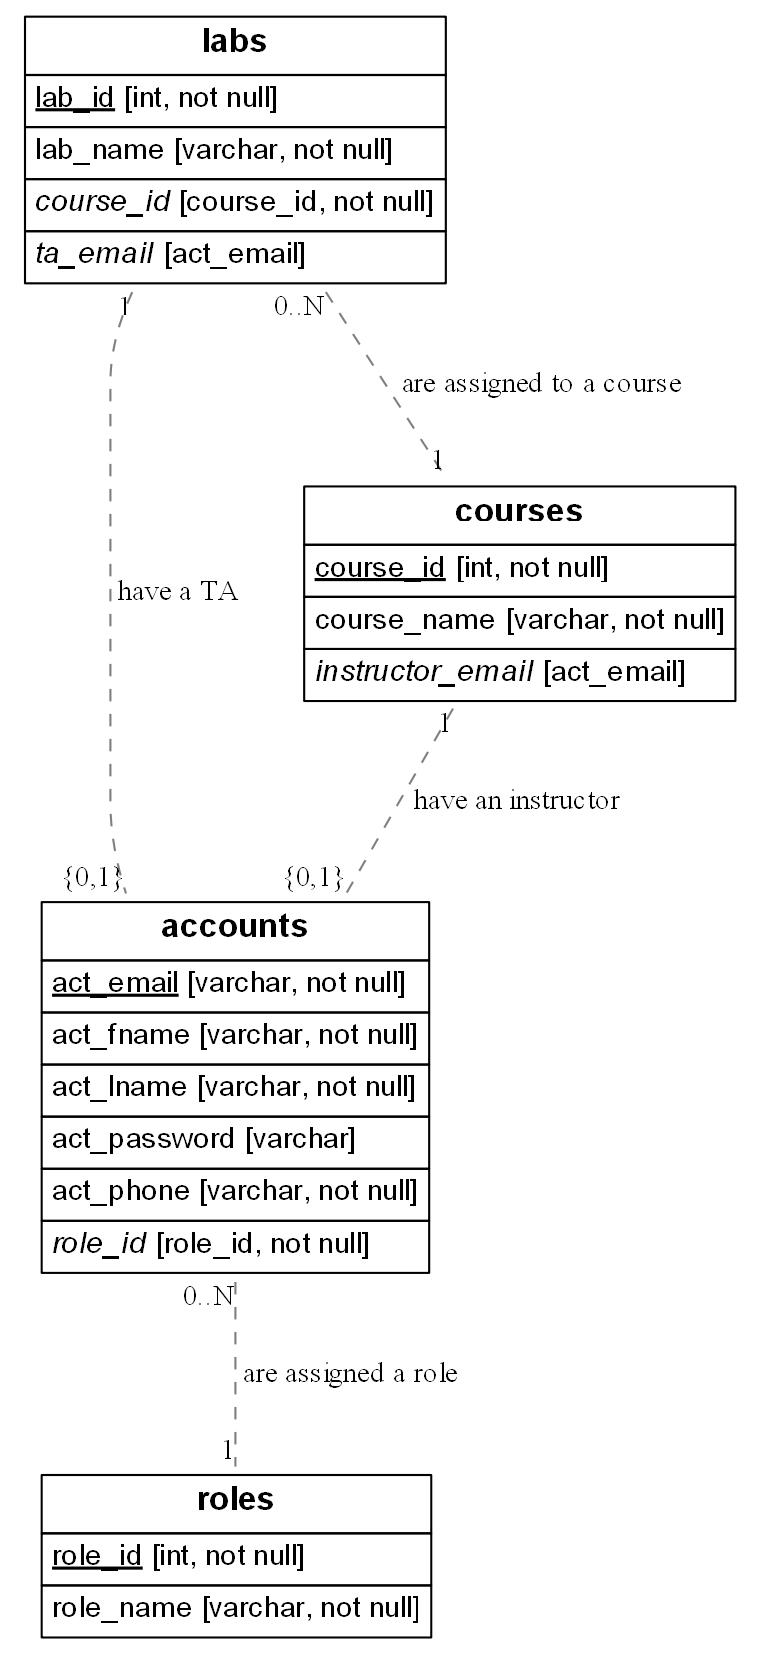 labs
lab_id [int, not null]
lab_name [varchar, not null]
course_id [course_id, not null]
ta_email [act_email]
1
0..N
are assigned to a course
1
courses
course_id [int, not null]
course_name [varchar, not null]
instructor_email [act_email]
have a TA
1
have an instructor
{0,1}
{0,1}
accounts
act_email [varchar, not null]
act_fname [varchar, not null]
act_lname [varchar, not null]
act_password [varchar]
act_phone [varchar, not null]
role_id [role_id, not null]
0..N
are assigned a role
1
roles
role_id [int, not null]
role_name [varchar, not null]